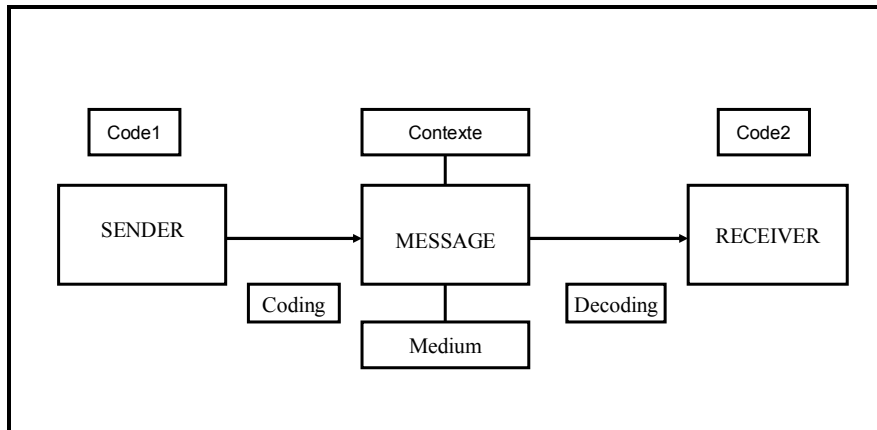 Code1
Contexte
Code2
SENDER
MESSAGE
RECEIVER
Coding
Decoding
Medium